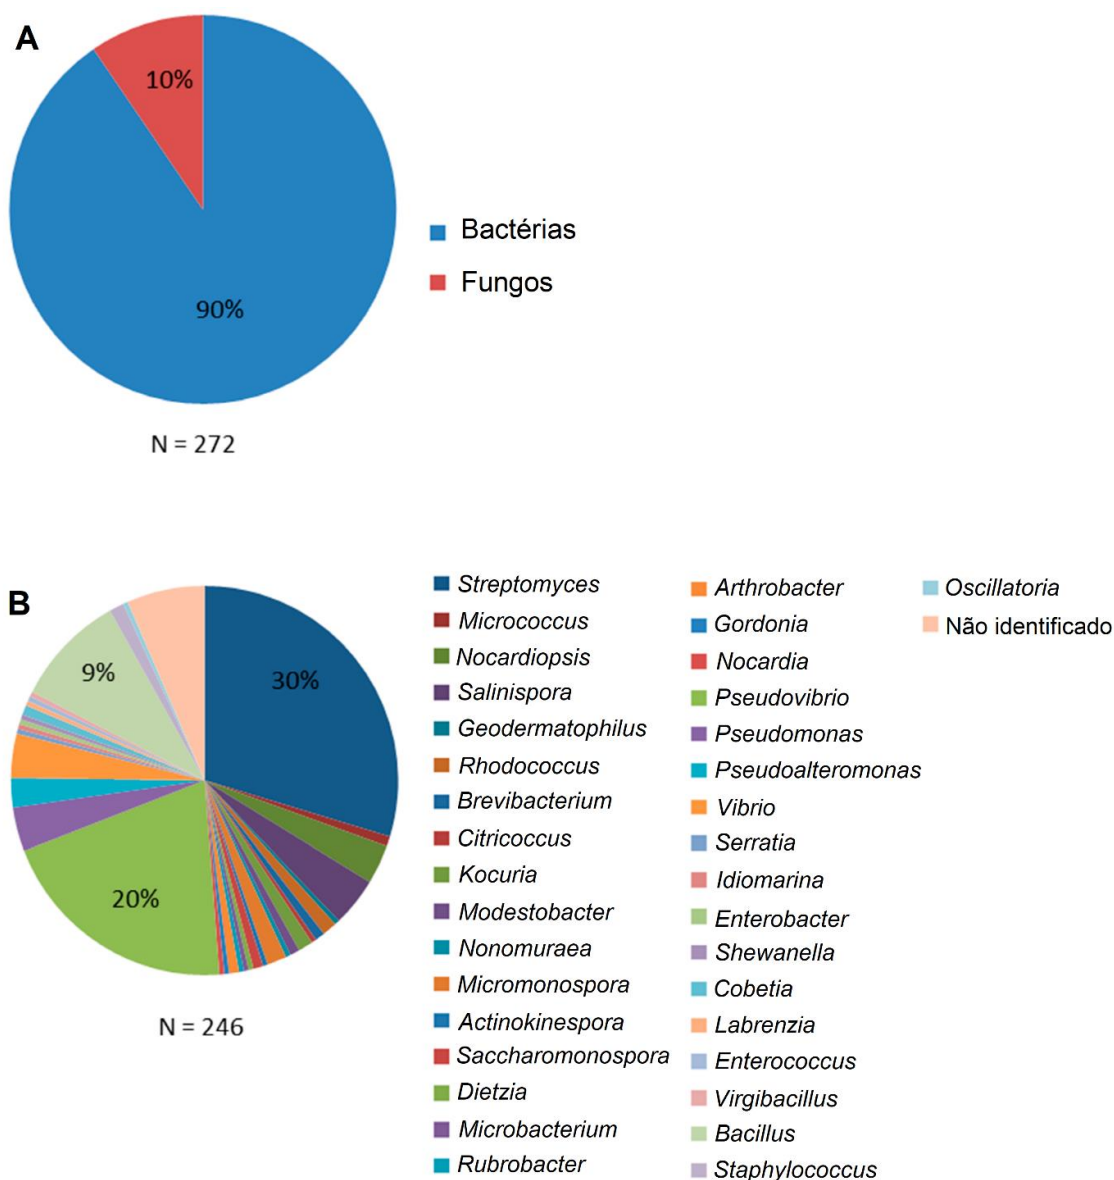 A
10%
90%
Bactérias
Fungos
N = 272
B
30%
9%
20%
N = 246
Streptomyces
Micrococcus
Nocardiopsis
Salinispora
Geodermatophilus
Rhodococcus
Brevibacterium
Citricoccus
Kocuria
Modestobacter
Nonomuraea
Micromonospora
Actinokinespora
Saccharomonospora
Dietzia
Microbacterium
Rubrobacter
Arthrobacter
Gordonia
Nocardia
Pseudovibrio
Pseudomonas
Pseudoalteromonas
Vibrio
Serratia
Idiomarina
Enterobacter
Shewanella
Cobetia
Labrenzia
Enterococcus
Virgibacillus
Bacillus
Staphylococcus
Oscillatoria
Não identificado